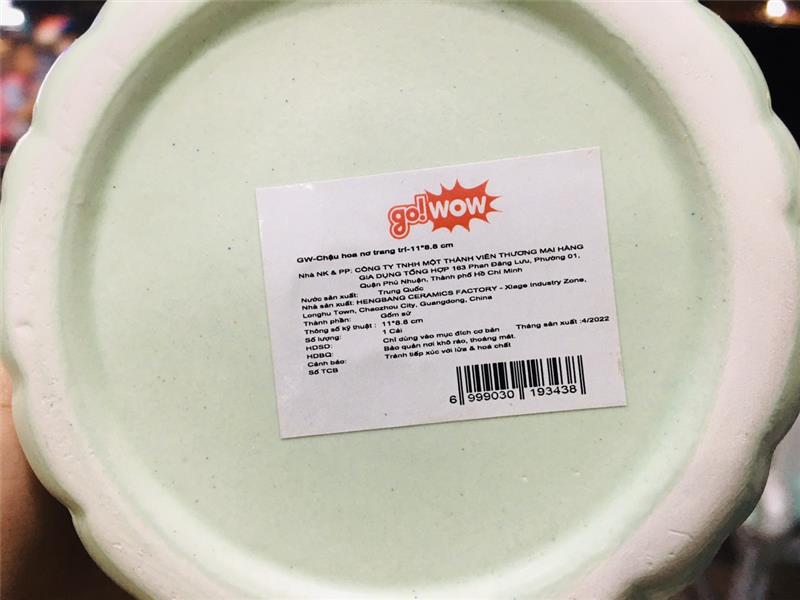 go! WOW
GW-Chậu hoa nơ trang trí-11*8.8 cm
Nhà NK & PP: CÔNG TY TNHH MỘT THÀNH VIÊN THƯƠNG MẠI HÀNG
GIA DỤNG TỔNG HỢP 163 Phan Đăng Lưu, Phường 01,
Quận Phú Nhuận, Thành phố Hồ Chí Minh
Nước sản xuất: Trung Quốc
Nhà sản xuất: HENGBANG CERAMICS FACTORY - Xiage Industry Zone,
Longhu Town, Chaozhou City, Guangdong, China
Thành phần: Gốm sứ
Thông số kỹ thuật : 11*8.8 cm
Số lượng: 1 Cái
HDSD: Chỉ dùng vào mục đích cơ bản Tháng sản xuất :4/2022
HDBQ: Bảo quản nơi khô ráo, thoáng mát.
Cảnh báo: Tránh tiếp xúc với lửa & hoá chất
Số TCB
6 999030 193438